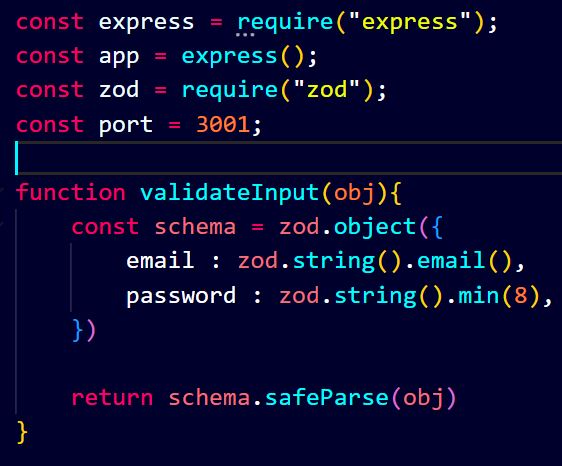 const express = require("express");
const app = express();
const zod = require("zod");
const port = 3001;
function validateInput(obj){
    const schema = zod.object({
        email : zod.string().email(),
        password : zod.string().min(8),
    })
    return schema.safeParse(obj)
}